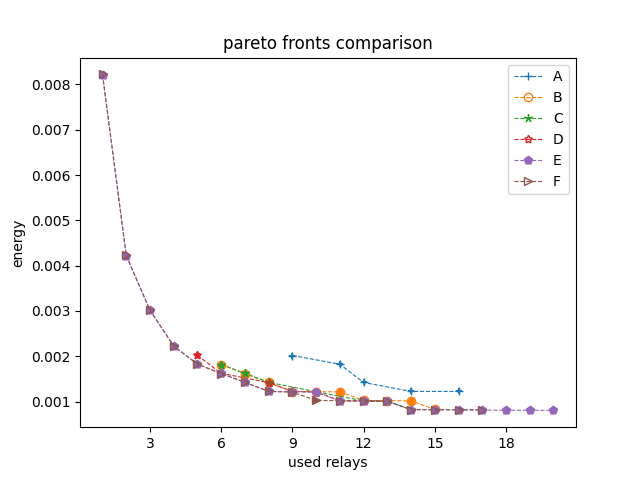 pareto fronts comparison
A
B
C
D
E
F
0.008
0.007
0.006
0.005
0.004
0.003
0.002
0.001
energy
3 6 9 12 15 18
used relays